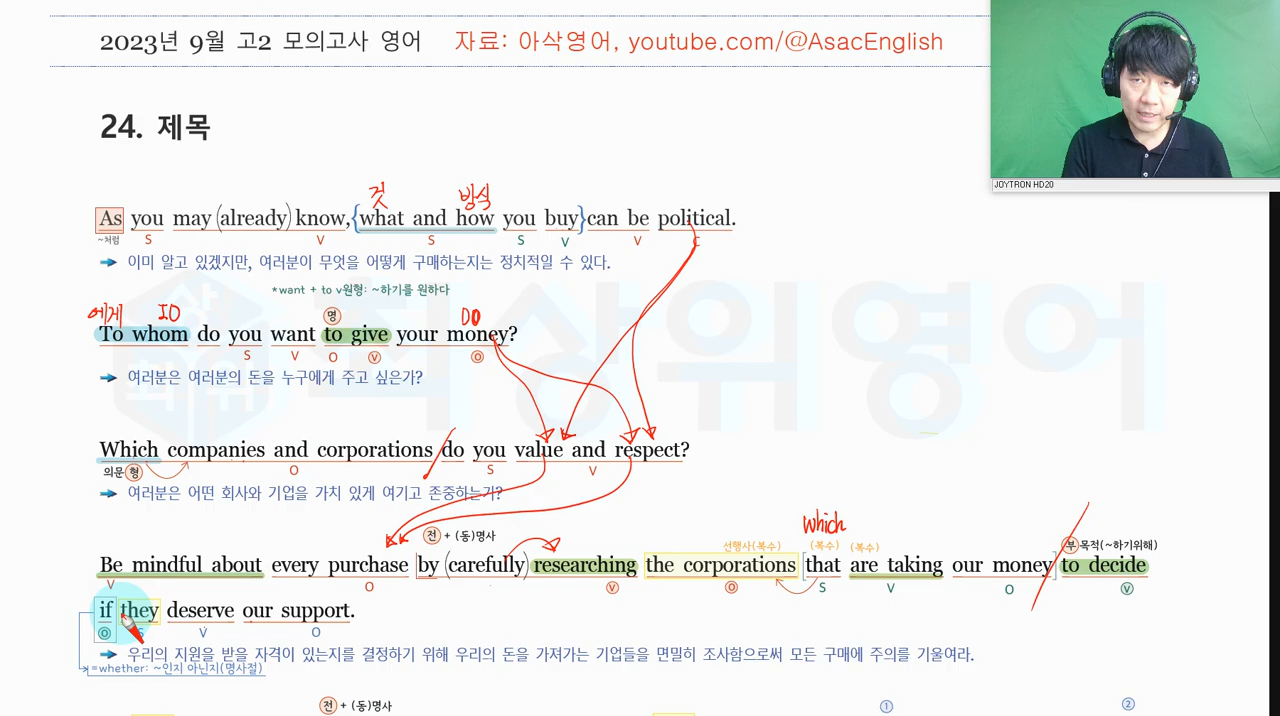 2023년 9월 고2 모의고사 영어 자료: 아삭영어, youtube.com/@AsacEnglish
JOYTRON HD20
24. 제목
것 방식
As you may (already) know, {what and how you buy} can be political.
~처럼 S V S S V V C
이미 알고 있겠지만, 여러분이 무엇을 어떻게 구매하는지는 정치적일 수 있다.
*want + to v원형: ~하기를 원하다
에게 IO 명 DO
To whom do you want to give your money?
S V O ⓥ ⓞ
여러분은 여러분의 돈을 누구에게 주고 싶은가?
Which companies and corporations / do you value and respect?
의문 형 O S V
여러분은 어떤 회사와 기업을 가치 있게 여기고 존중하는가?
which
전 + (동)명사 선행사(복수) (복수) (복수) 부 목적(~하기위해)
Be mindful about every purchase by (carefully) researching the corporations [that are taking our money] / to decide
V O ⓥ ⓞ S V O ⓥ
if they deserve our support.
ⓞ S V O
우리의 지원을 받을 자격이 있는지를 결정하기 위해 우리의 돈을 가져가는 기업들을 면밀히 조사함으로써 모든 구매에 주의를 기울여라.
=whether: ~인지 아닌지(명사절)
전 + (동)명사 ① ②
최상위영어